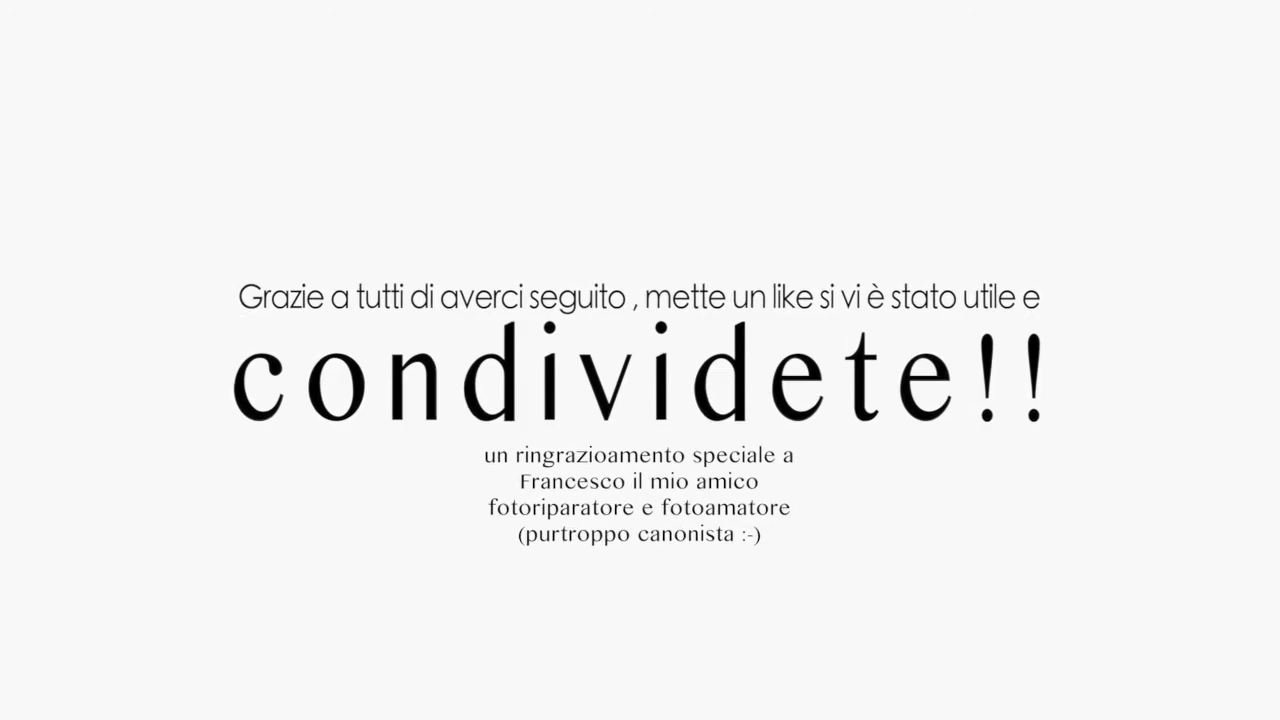 Grazie a tutti di averci seguito , mette un like si vi è stato utile e
condividete!!
un ringrazioamento speciale a
Francesco il mio amico
fotoriparatore e fotoamatore
(purtroppo canonista :-)